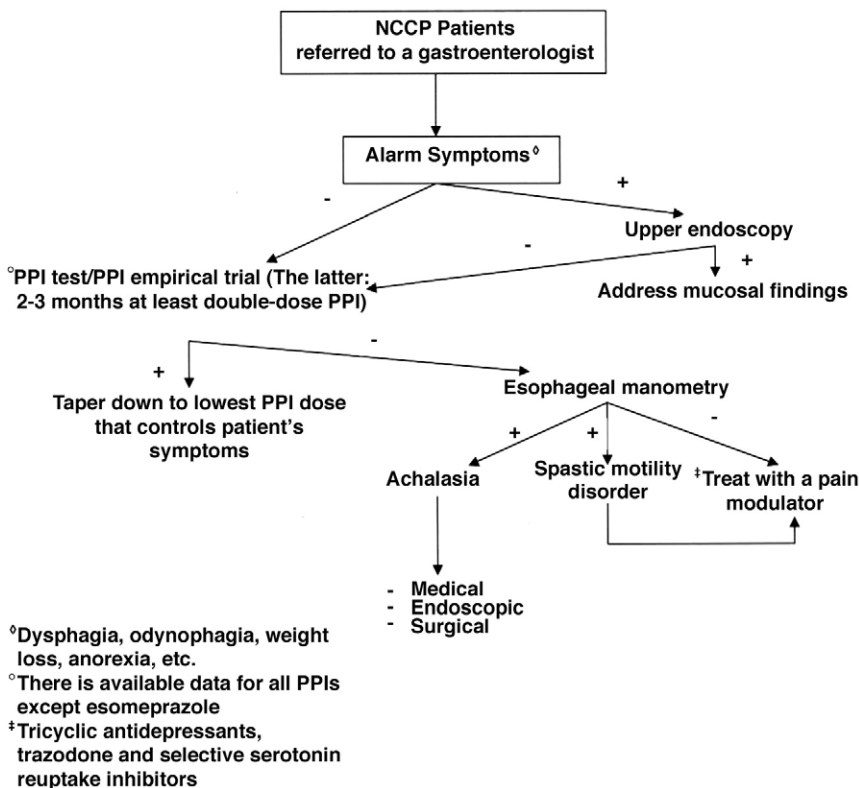 NCCP Patients
referred to a gastroenterologist
Alarm Symptoms◊
-
+
Upper endoscopy
-
+
°PPI test/PPI empirical trial (The latter:
2-3 months at least double-dose PPI)
Address mucosal findings
-
+
Esophageal manometry
Taper down to lowest PPI dose
that controls patient's
symptoms
+
+
-
Achalasia
Spastic motility
disorder
‡Treat with a pain
modulator
- Medical
- Endoscopic
- Surgical
◊Dysphagia, odynophagia, weight
loss, anorexia, etc.
°There is available data for all PPIs
except esomeprazole
‡Tricyclic antidepressants,
trazodone and selective serotonin
reuptake inhibitors